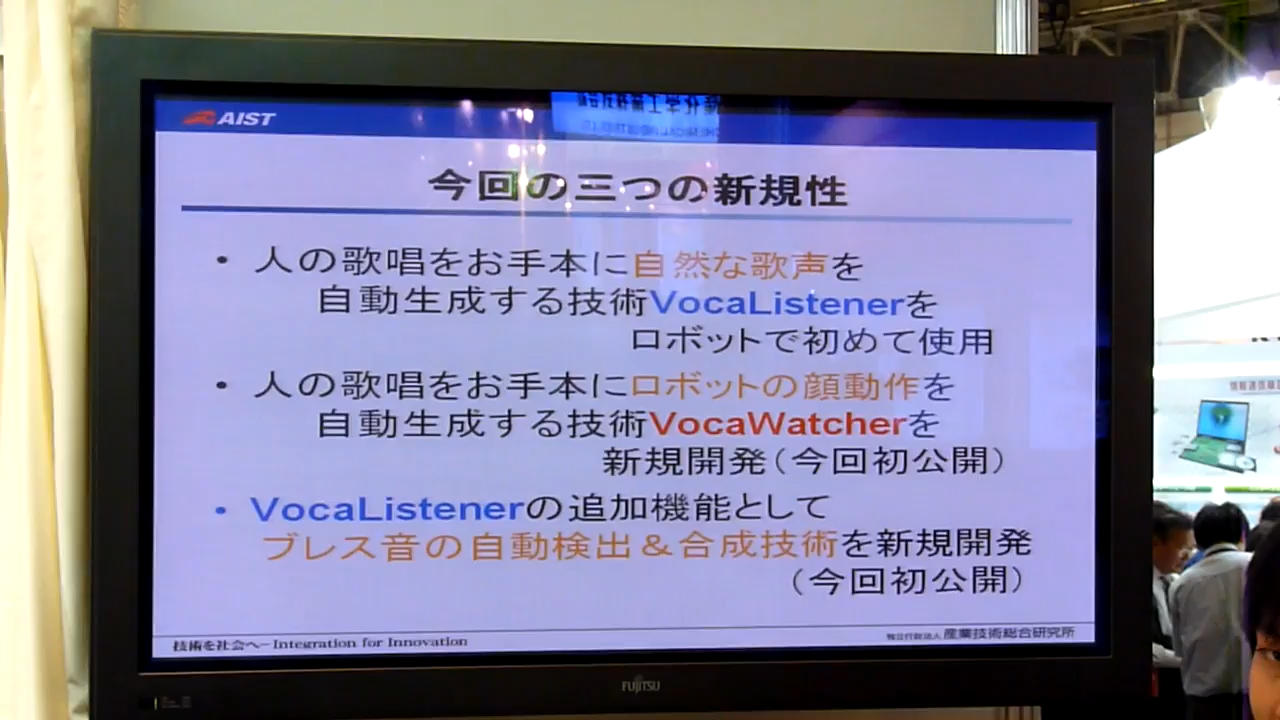 AIST
今回の三つの新規性
• 人の歌唱をお手本に自然な歌声を
自動生成する技術VocaListenerを
ロボットで初めて使用
• 人の歌唱をお手本にロボットの顔動作を
自動生成する技術VocaWatcherを
新規開発（今回初公開）
• VocaListenerの追加機能として
ブレス音の自動検出＆合成技術を新規開発
（今回初公開）
技術を社会へ－Integration for Innovation
独立行政法人 産業技術総合研究所
FUJITSU